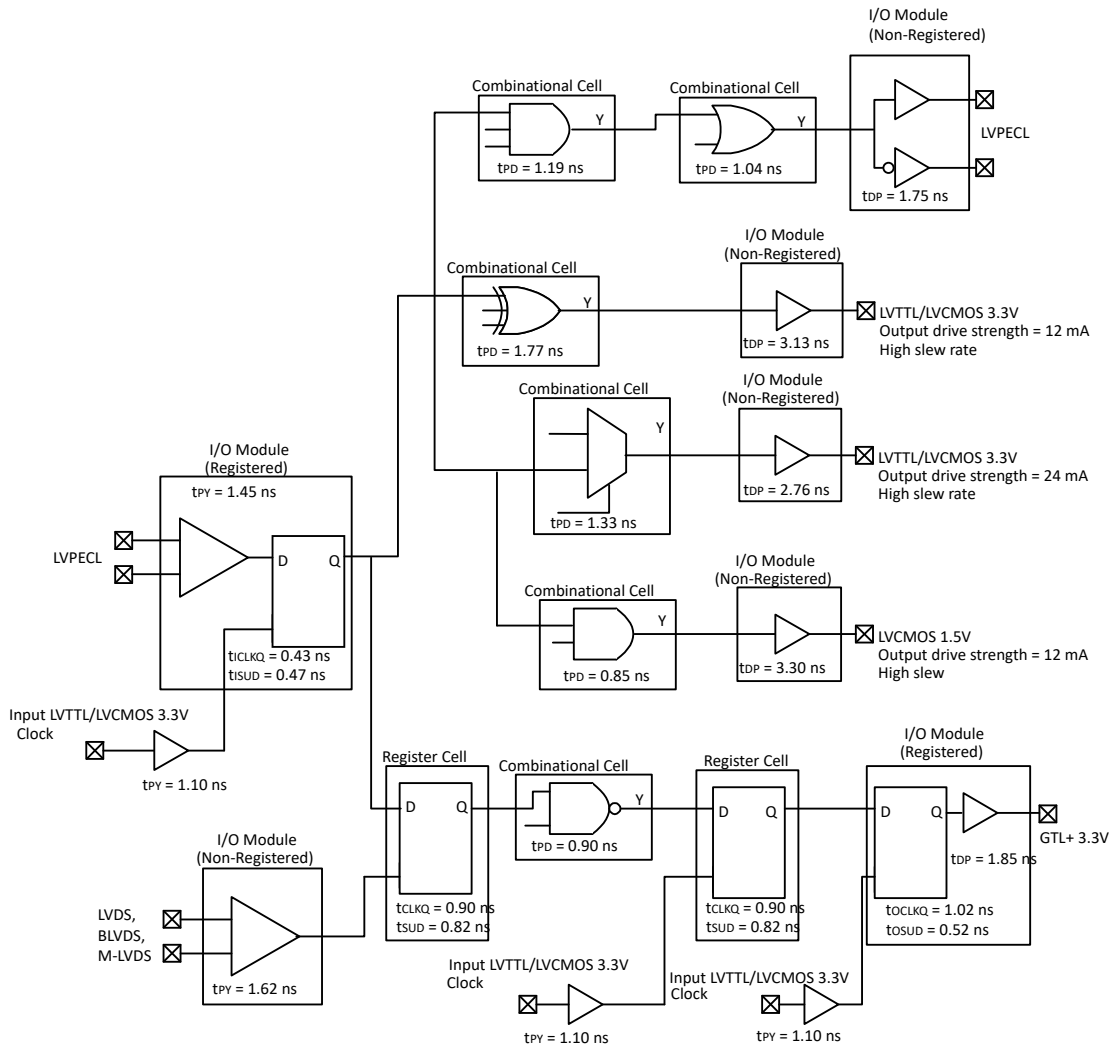 I/O Module
(Non-Registered)
Combinational Cell
Y
tPD = 1.19 ns
Combinational Cell
Y
tPD = 1.04 ns
LVPECL
tDP = 1.75 ns
I/O Module
(Non-Registered)
Combinational Cell
Y
tPD = 1.77 ns
tDP = 3.13 ns
LVTTL/LVCMOS 3.3V
Output drive strength = 12 mA
High slew rate
I/O Module
(Non-Registered)
Combinational Cell
Y
tPD = 1.33 ns
tDP = 2.76 ns
LVTTL/LVCMOS 3.3V
Output drive strength = 24 mA
High slew rate
I/O Module
(Registered)
tPY = 1.45 ns
LVPECL
D
Q
tICLKQ = 0.43 ns
tISUD = 0.47 ns
Input LVTTL/LVCMOS 3.3V
Clock
tPY = 1.10 ns
I/O Module
(Non-Registered)
Combinational Cell
Y
tPD = 0.85 ns
tDP = 3.30 ns
LVCMOS 1.5V
Output drive strength = 12 mA
High slew
I/O Module
(Non-Registered)
LVDS,
BLVDS,
M-LVDS
tPY = 1.62 ns
Register Cell
D
Q
tCLKQ = 0.90 ns
tSUD = 0.82 ns
Combinational Cell
Y
tPD = 0.90 ns
Register Cell
D
Q
tCLKQ = 0.90 ns
tSUD = 0.82 ns
Input LVTTL/LVCMOS 3.3V
Clock
tPY = 1.10 ns
I/O Module
(Registered)
D
Q
GTL+ 3.3V
tDP = 1.85 ns
tOCLKQ = 1.02 ns
tOSUD = 0.52 ns
Input LVTTL/LVCMOS 3.3V
Clock
tPY = 1.10 ns